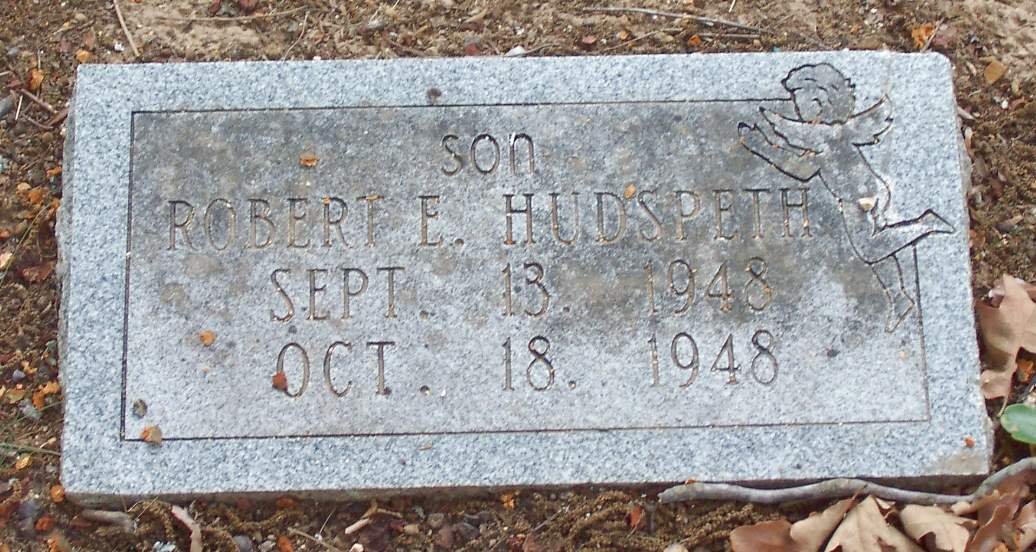 son
ROBERT E. HUDSPETH
SEPT. 13. 1948
OCT. 18. 1948